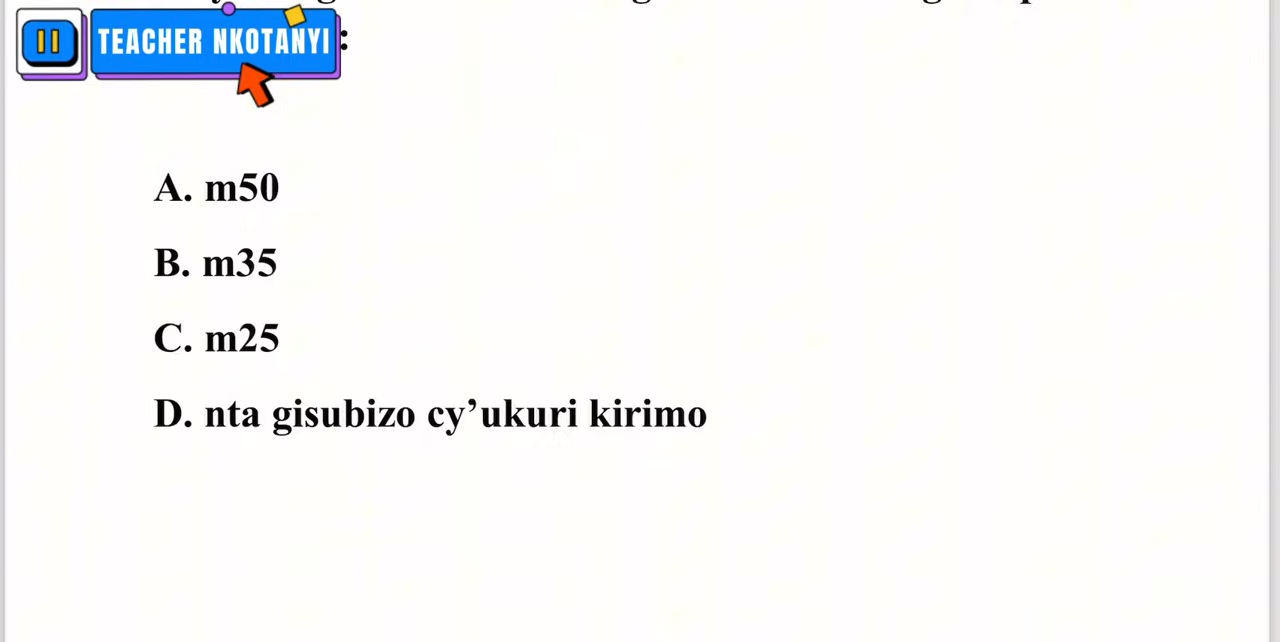 TEACHER NKOTANYI :
A. m50
B. m35
C. m25
D. nta gisubizo cy’ukuri kirimo